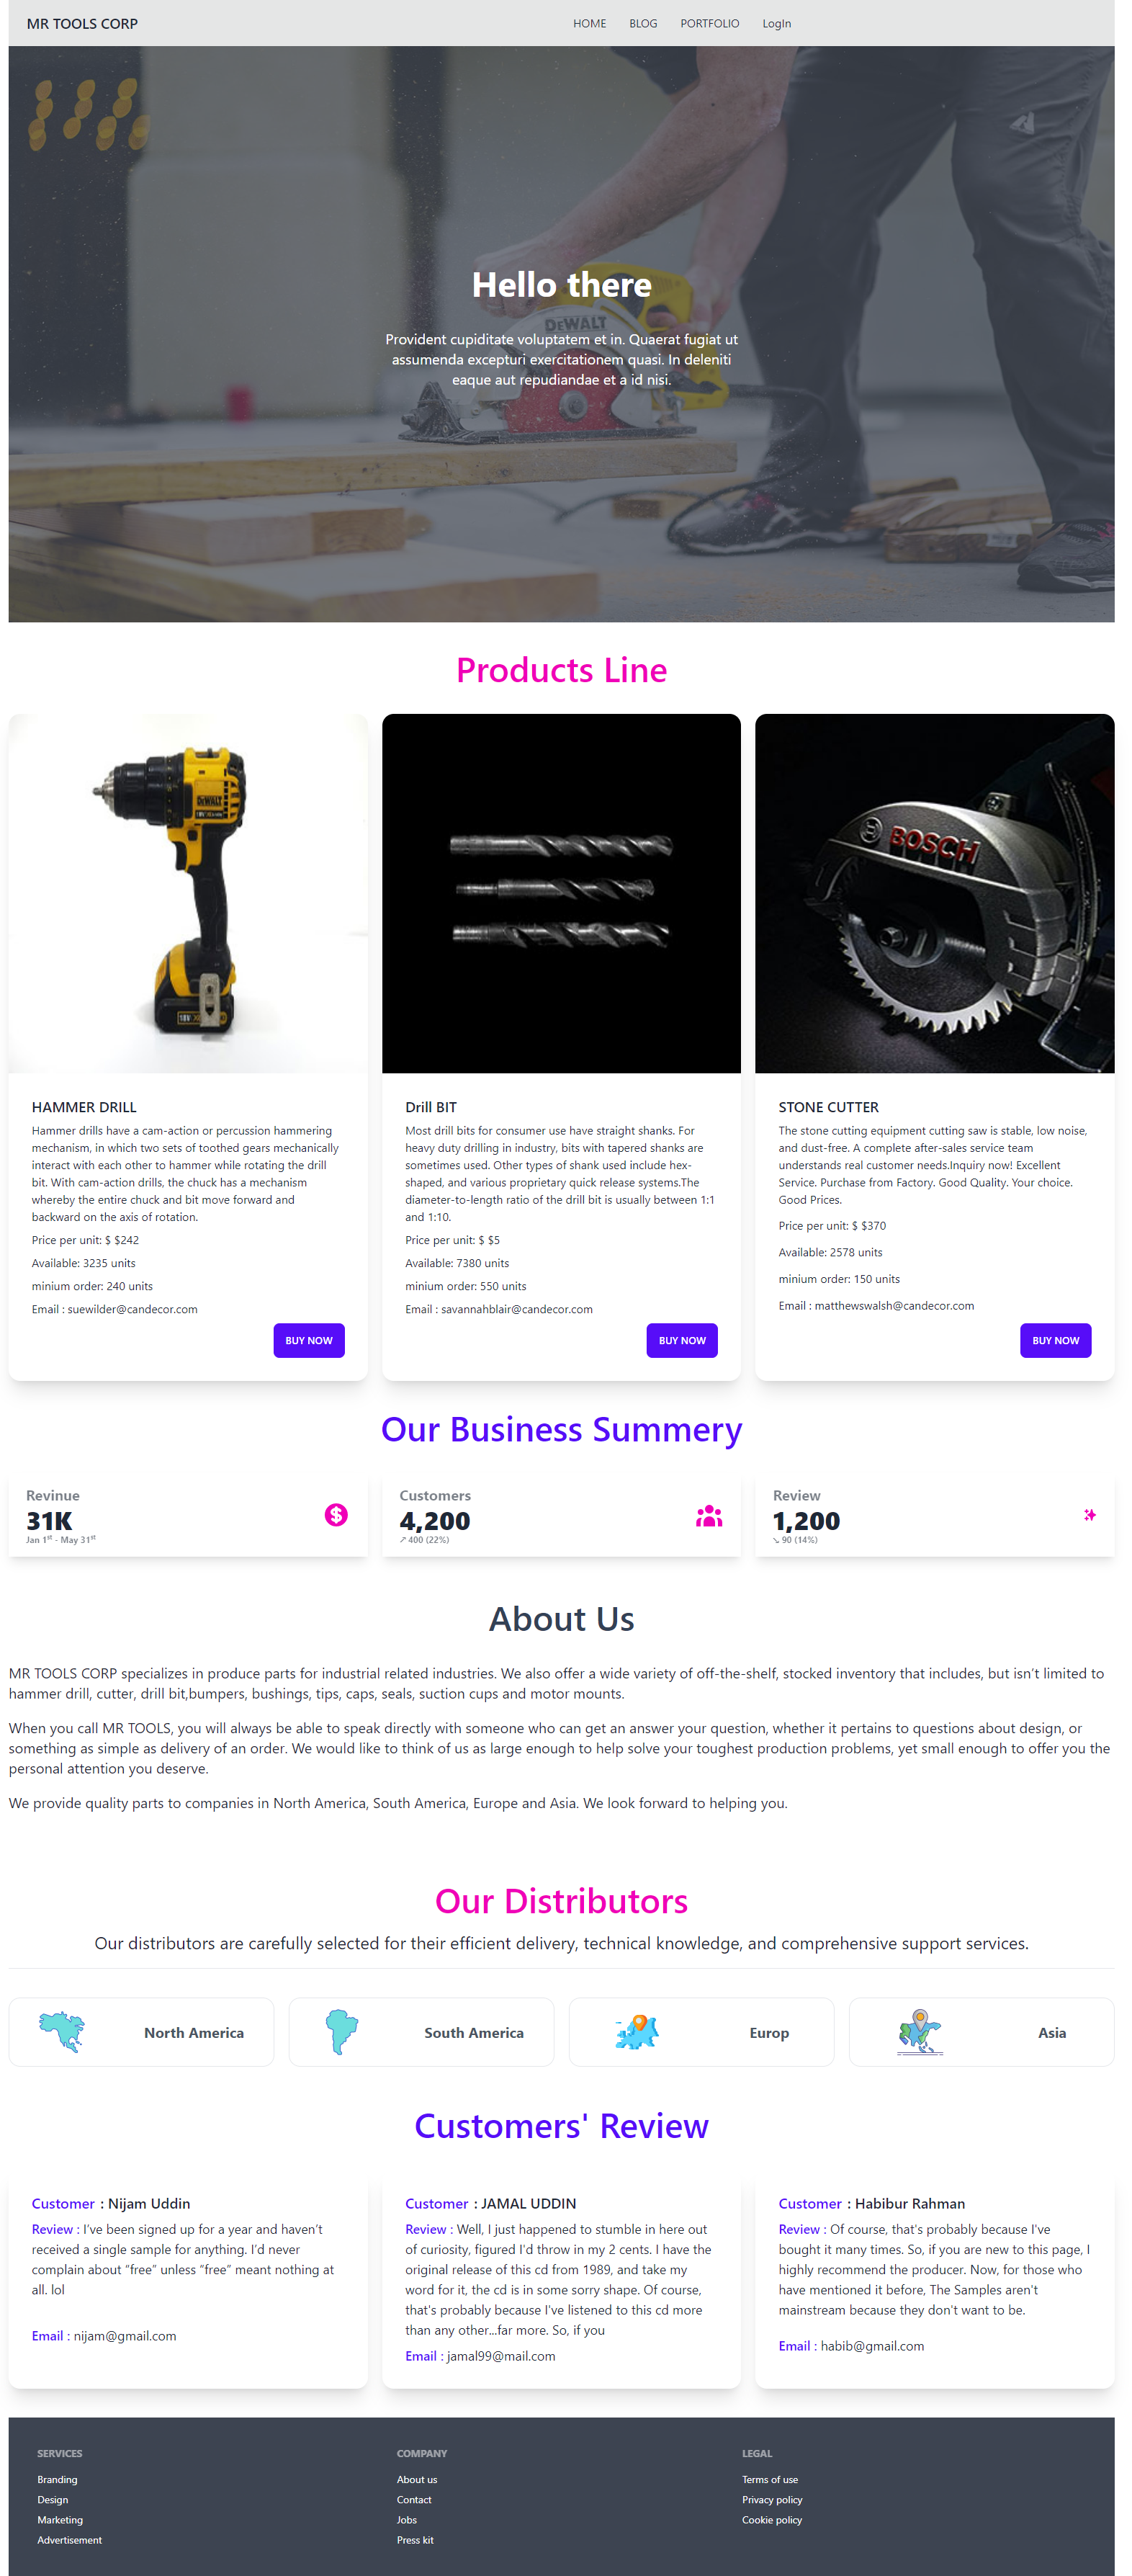 MR TOOLS CORP
HOME BLOG PORTFOLIO LogIn
Hello there
DEWALT
Provident cupiditate voluptatem et in. Quaerat fugiat ut
assumenda excepturi exercitationem quasi. In deleniti
eaque aut repudiandae et a id nisi.
Products Line
DEWALT
18V
BOSCH
HAMMER DRILL
Hammer drills have a cam-action or percussion hammering
mechanism, in which two sets of toothed gears mechanically
interact with each other to hammer while rotating the drill
bit. With cam-action drills, the chuck has a mechanism
whereby the entire chuck and bit move forward and
backward on the axis of rotation.
Price per unit: $ $242
Available: 3235 units
minium order: 240 units
Email : suewilder@candecor.com
BUY NOW
Drill BIT
Most drill bits for consumer use have straight shanks. For
heavy duty drilling in industry, bits with tapered shanks are
sometimes used. Other types of shank used include hex-
shaped, and various proprietary quick release systems.The
diameter-to-length ratio of the drill bit is usually between 1:1
and 1:10.
Price per unit: $ $5
Available: 7380 units
minium order: 550 units
Email : savannahblair@candecor.com
BUY NOW
STONE CUTTER
The stone cutting equipment cutting saw is stable, low noise,
and dust-free. A complete after-sales service team
understands real customer needs.Inquiry now! Excellent
Service. Purchase from Factory. Good Quality. Your choice.
Good Prices.
Price per unit: $ $370
Available: 2578 units
minium order: 150 units
Email : matthewswalsh@candecor.com
BUY NOW
Our Business Summery
Revinue
31K
Jan 1st - May 31st
Customers
4,200
↗︎ 400 (22%)
Review
1,200
↘︎ 90 (14%)
About Us
MR TOOLS CORP specializes in produce parts for industrial related industries. We also offer a wide variety of off-the-shelf, stocked inventory that includes, but isn’t limited to
hammer drill, cutter, drill bit,bumpers, bushings, tips, caps, seals, suction cups and motor mounts.
When you call MR TOOLS, you will always be able to speak directly with someone who can get an answer your question, whether it pertains to questions about design, or
something as simple as delivery of an order. We would like to think of us as large enough to help solve your toughest production problems, yet small enough to offer you the
personal attention you deserve.
We provide quality parts to companies in North America, South America, Europe and Asia. We look forward to helping you.
Our Distributors
Our distributors are carefully selected for their efficient delivery, technical knowledge, and comprehensive support services.
North America
South America
Europ
Asia
Customers' Review
Customer : Nijam Uddin
Review : I’ve been signed up for a year and haven’t
received a single sample for anything. I’d never
complain about “free” unless “free” meant nothing at
all. lol
Email : nijam@gmail.com
Customer : JAMAL UDDIN
Review : Well, I just happened to stumble in here out
of curiosity, figured I'd throw in my 2 cents. I have the
original release of this cd from 1989, and take my
word for it, the cd is in some sorry shape. Of course,
that's probably because I've listened to this cd more
than any other...far more. So, if you
Email : jamal99@mail.com
Customer : Habibur Rahman
Review : Of course, that's probably because I've
bought it many times. So, if you are new to this page, I
highly recommend the producer. Now, for those who
have mentioned it before, The Samples aren't
mainstream because they don't want to be.
Email : habib@gmail.com
SERVICES
Branding
Design
Marketing
Advertisement
COMPANY
About us
Contact
Jobs
Press kit
LEGAL
Terms of use
Privacy policy
Cookie policy